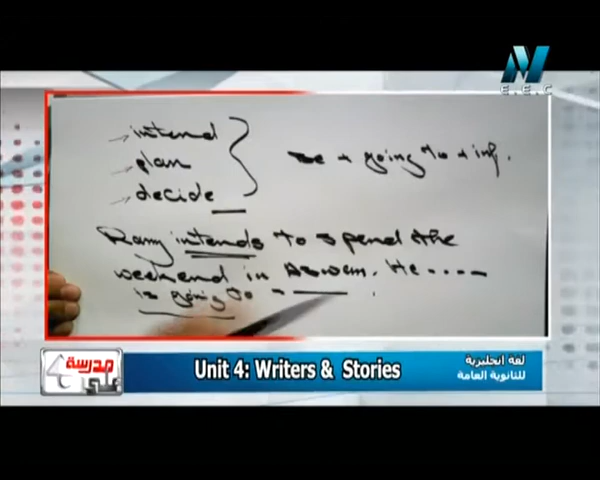 E.E.C
intend
plan
decide
be + going to + inf.
Ramy intends to spend the
weekend in Aswan. He ....
is going to
مدرسة
على
Unit 4: Writers & Stories
لغة انجليزية
للثانوية العامة